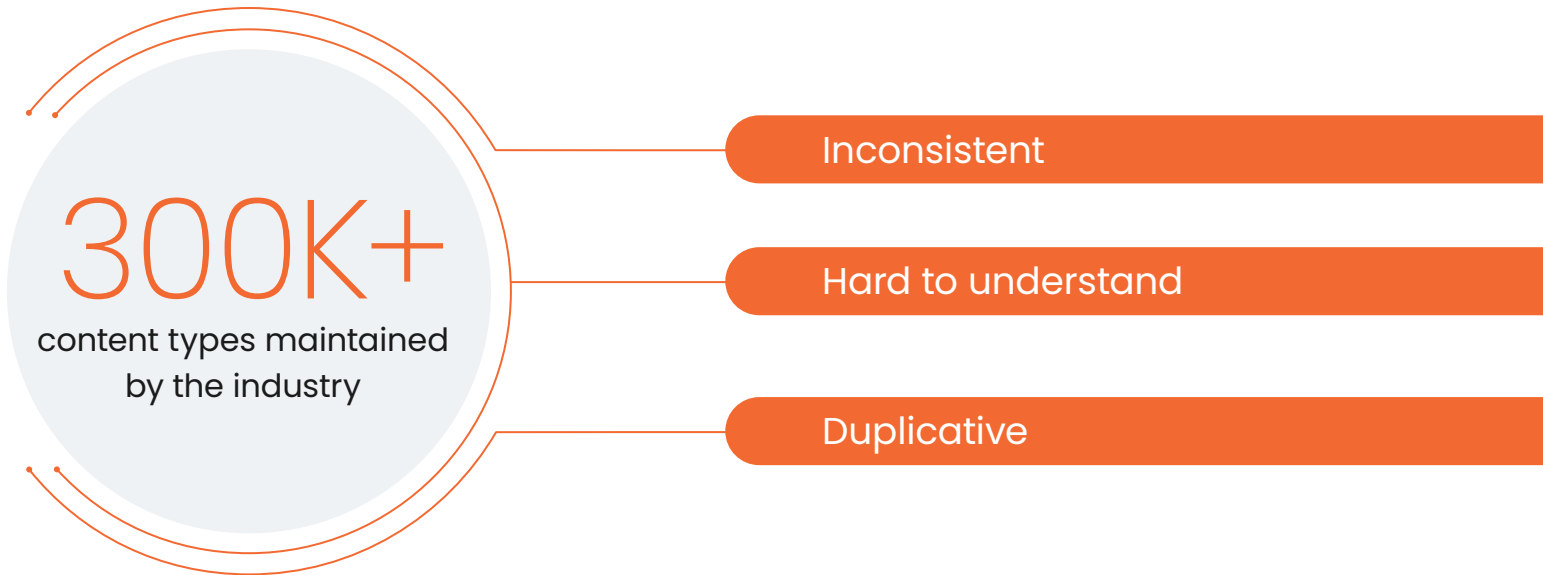 300K+
content types maintained
by the industry
Inconsistent
Hard to understand
Duplicative